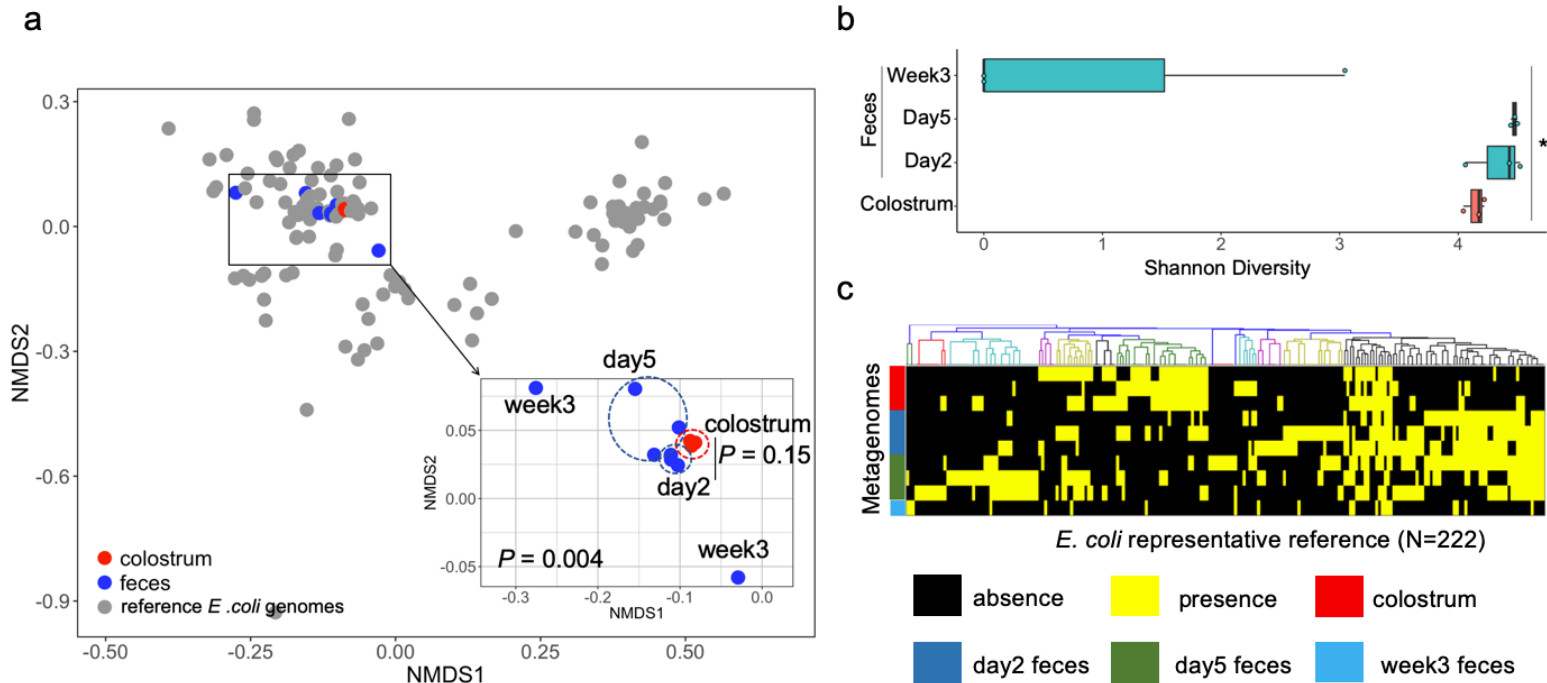 a
0.3
0.0
-0.3
-0.6
-0.9
NMDS2
-0.50
-0.25
0.00
0.25
0.50
NMDS1
colostrum
feces
reference E .coli genomes
day5
week3
colostrum
P = 0.15
day2
week3
P = 0.004
0.05
0.00
-0.05
NMDS2
-0.3
-0.2
-0.1
0.0
NMDS1
b
Feces
Week3
Day5
Day2
Colostrum
*
0
1
2
3
4
Shannon Diversity
c
Metagenomes
E. coli representative reference (N=222)
absence
presence
colostrum
day2 feces
day5 feces
week3 feces